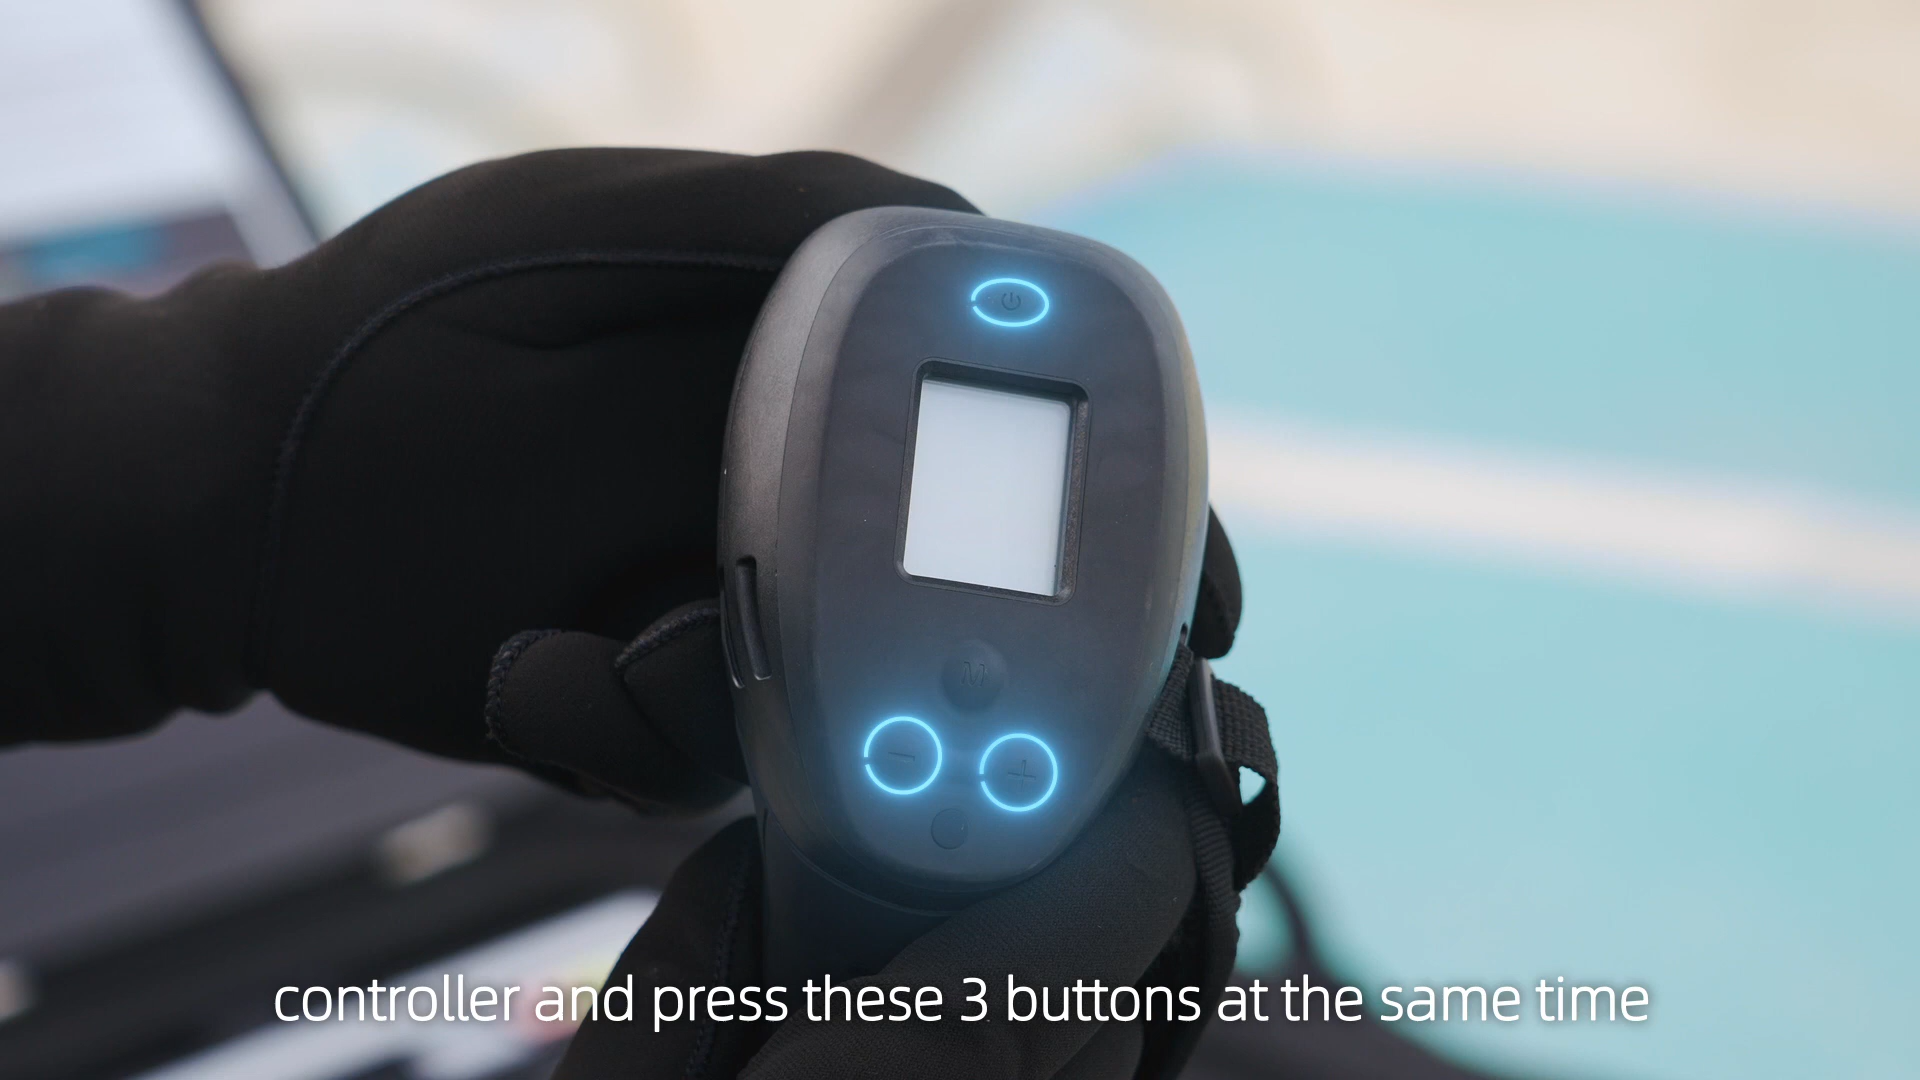 M
− +
controller and press these 3 buttons at the same time